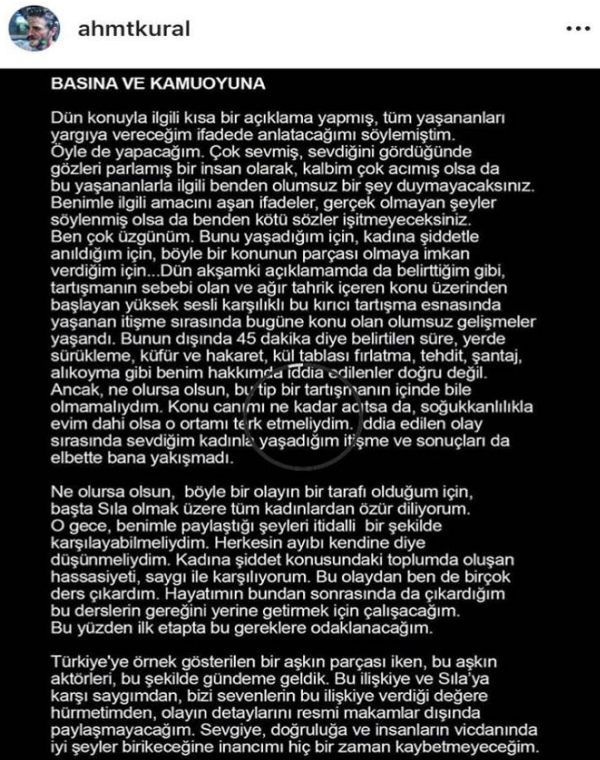 ahmtkural
BASINA VE KAMUOYUNA
Dün konuyla ilgili kısa bir açıklama yapmış, tüm yaşananları
yargıya vereceğim ifadede anlatacağımı söylemiştim.
Öyle de yapacağım. Çok sevmiş, sevdiğini gördüğünde
gözleri parlamış bir insan olarak, kalbim çok acımış olsa da
bu yaşananlarla ilgili benden olumsuz bir şey duymayacaksınız.
Benimle ilgili amacını aşan ifadeler, gerçek olmayan şeyler
söylenmiş olsa da benden kötü sözler işitmeyeceksiniz.
Ben çok üzgünüm. Bunu yaşadığım için, kadına şiddetle
anıldığım için, böyle bir konunun parçası olmaya imkan
verdiğim için...Dün akşamki açıklamamda da belirttiğim gibi,
tartışmanın sebebi olan ve ağır tahrik içeren konu üzerinden
başlayan yüksek sesli karşılıklı bu kırıcı tartışma esnasında
yaşanan itişme sırasında bugüne konu olan olumsuz gelişmeler
yaşandı. Bunun dışında 45 dakika diye belirtilen süre, yerde
sürükleme, küfür ve hakaret, kül tablası fırlatma, tehdit, şantaj,
alıkoyma gibi benim hakkımda iddia edilenler doğru değil.
Ancak, ne olursa olsun, bu tip bir tartışmanın içinde bile
olmamalıydım. Konu canımı ne kadar acıtsa da, soğukkanlılıkla
evim dahi olsa o ortamı terk etmeliydim. ddia edilen olay
sırasında sevdiğim kadınla yaşadığım itişme ve sonuçları da
elbette bana yakışmadı.
Ne olursa olsun, böyle bir olayın bir tarafı olduğum için,
başta Sıla olmak üzere tüm kadınlardan özür diliyorum.
O gece, benimle paylaştığı şeyleri itidalli bir şekilde
karşılayabilmeliydim. Herkesin ayıbı kendine diye
düşünmeliydim. Kadına şiddet konusundaki toplumda oluşan
hassasiyeti, saygı ile karşılıyorum. Bu olaydan ben de birçok
ders çıkardım. Hayatımın bundan sonrasında da çıkardığım
bu derslerin gereğini yerine getirmek için çalışacağım.
Bu yüzden ilk etapta bu gereklere odaklanacağım.
Türkiye'ye örnek gösterilen bir aşkın parçası iken, bu aşkın
aktörleri, bu şekilde gündeme geldik. Bu ilişkiye ve Sıla'ya
karşı saygımdan, bizi sevenlerin bu ilişkiye verdiği değere
hürmetimden, olayın detaylarını resmi makamlar dışında
paylaşmayacağım. Sevgiye, doğruluğa ve insanların vicdanında
iyi şeyler birikeceğine inancımı hiç bir zaman kaybetmeyeceğim.